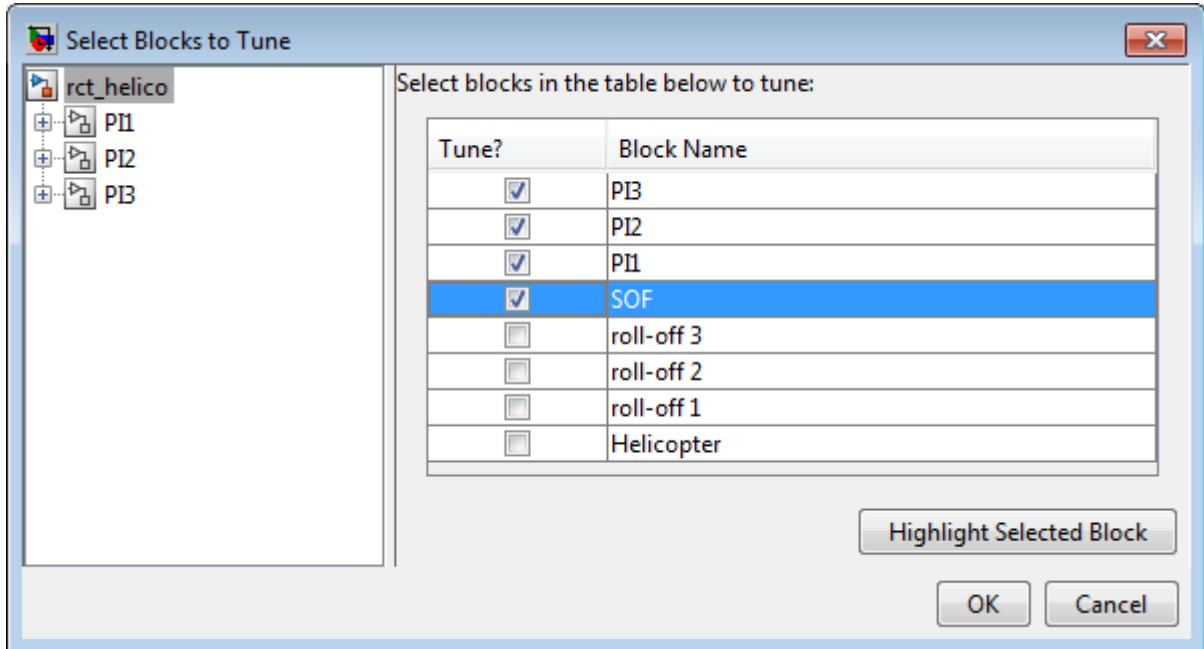 Select Blocks to Tune
rct_helico
PI1
PI2
PI3
Select blocks in the table below to tune:
Tune? Block Name
PI3
PI2
PI1
SOF
roll-off 3
roll-off 2
roll-off 1
Helicopter
Highlight Selected Block
OK Cancel